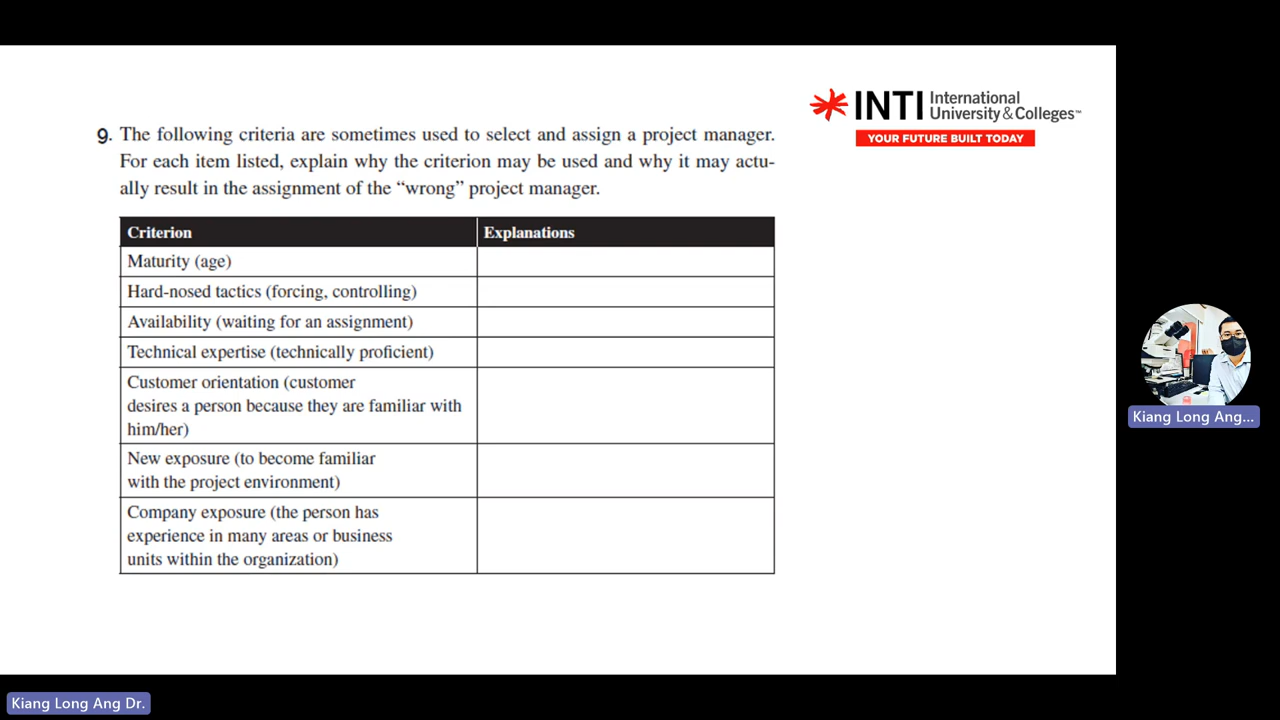 INTI International
University & Colleges™
YOUR FUTURE BUILT TODAY
9. The following criteria are sometimes used to select and assign a project manager.
For each item listed, explain why the criterion may be used and why it may actu-
ally result in the assignment of the “wrong” project manager.
Criterion Explanations
Maturity (age)
Hard-nosed tactics (forcing, controlling)
Availability (waiting for an assignment)
Technical expertise (technically proficient)
Customer orientation (customer
desires a person because they are familiar with
him/her)
New exposure (to become familiar
with the project environment)
Company exposure (the person has
experience in many areas or business
units within the organization)
Kiang Long Ang...
Kiang Long Ang Dr.